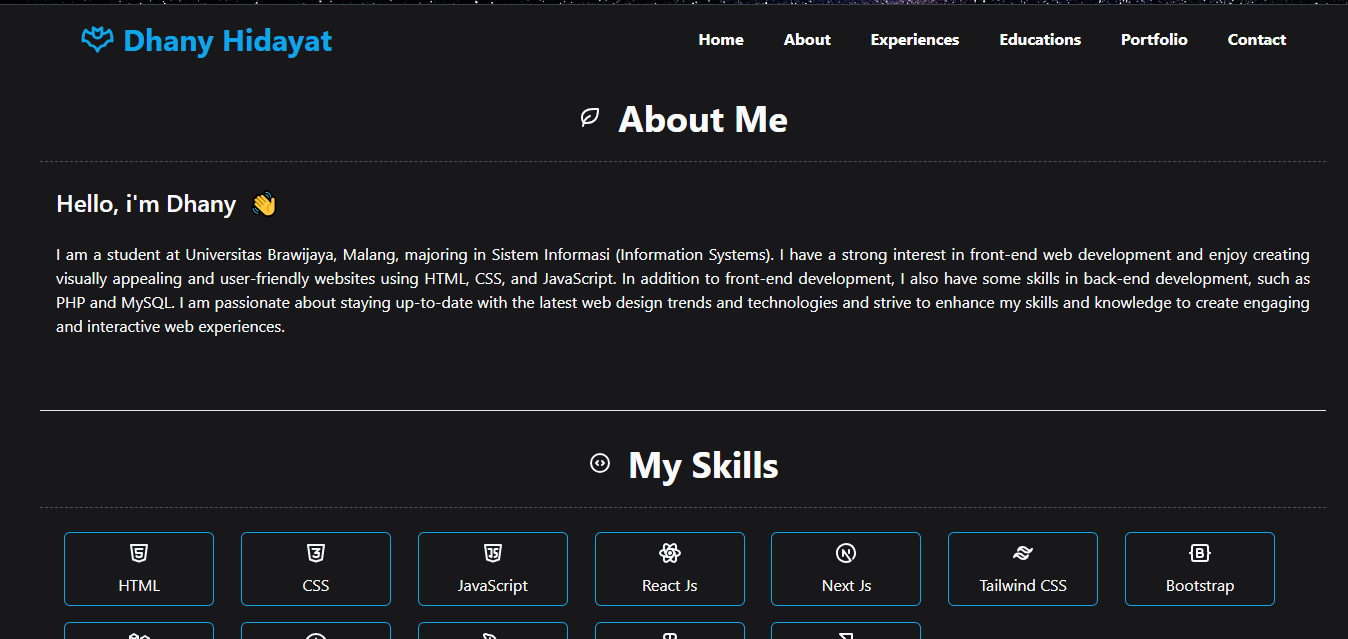 Dhany Hidayat
Home About Experiences Educations Portfolio Contact
About Me
Hello, i'm Dhany 👋
I am a student at Universitas Brawijaya, Malang, majoring in Sistem Informasi (Information Systems). I have a strong interest in front-end web development and enjoy creating
visually appealing and user-friendly websites using HTML, CSS, and JavaScript. In addition to front-end development, I also have some skills in back-end development, such as
PHP and MySQL. I am passionate about staying up-to-date with the latest web design trends and technologies and strive to enhance my skills and knowledge to create engaging
and interactive web experiences.
My Skills
HTML CSS JavaScript React Js Next Js Tailwind CSS Bootstrap